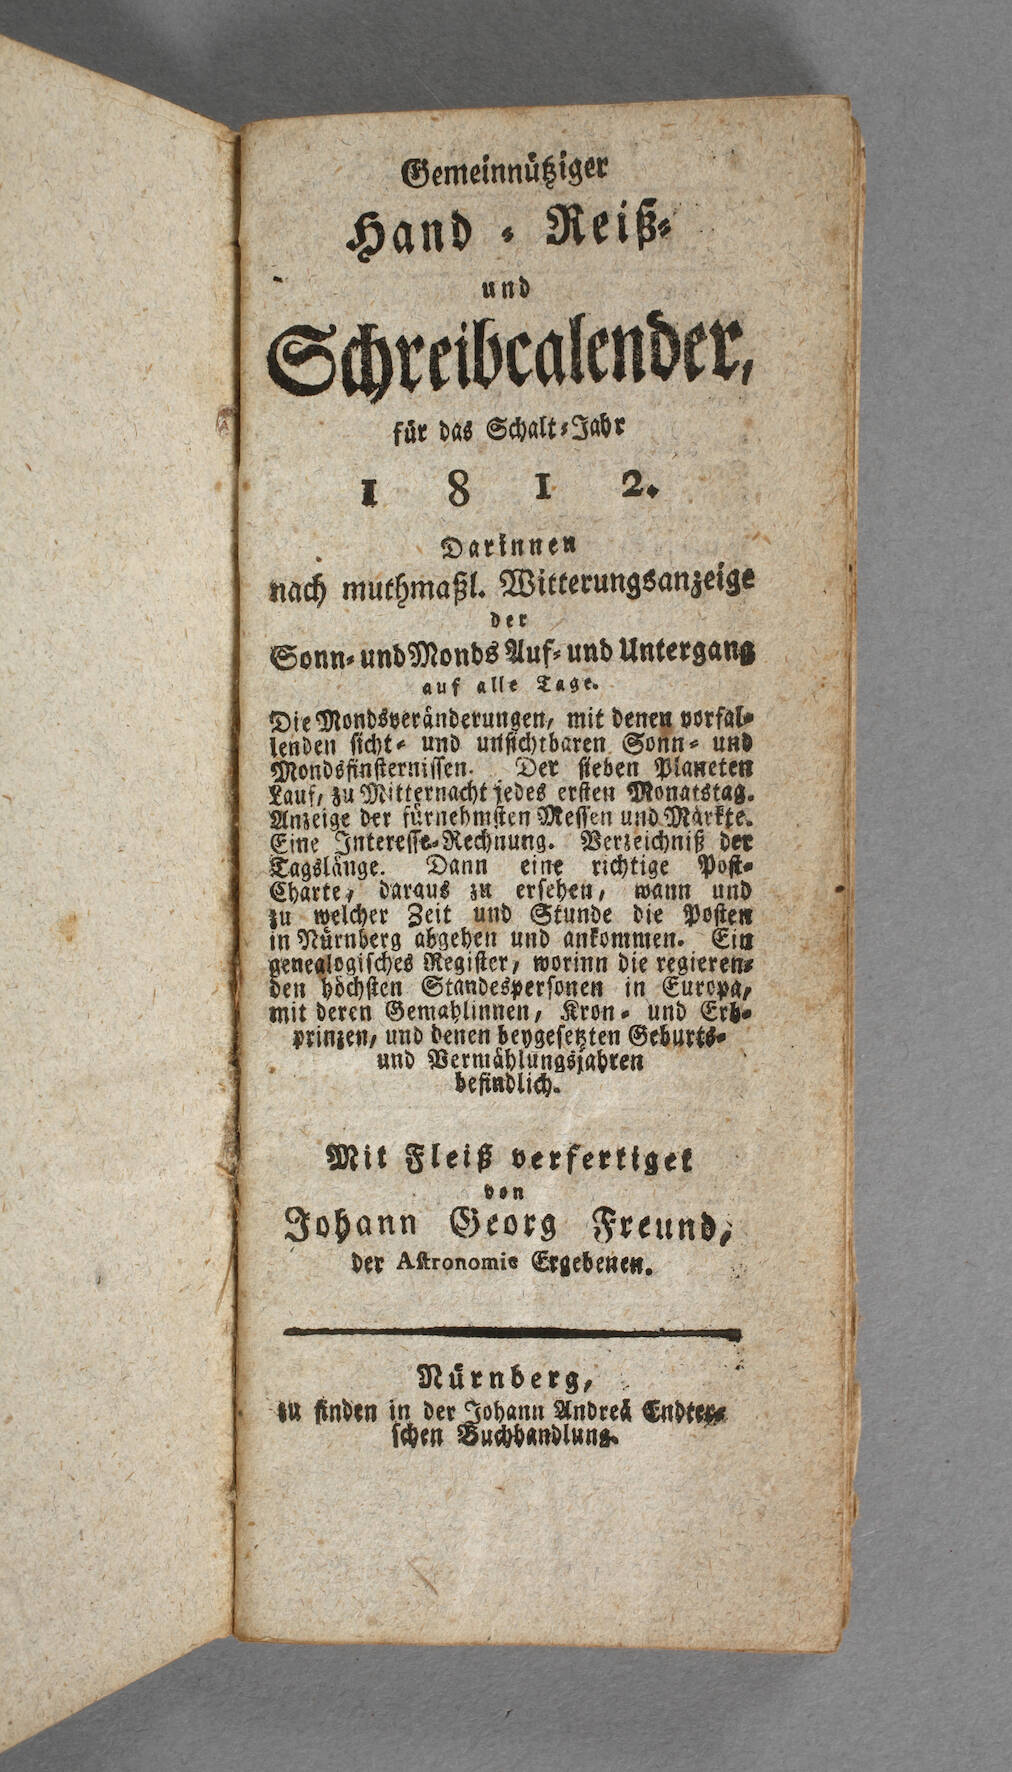 Gemeinnütziger
Hand - Reiß-
und
Schreibcalender,
für das Schalt-Jahr
1 8 1 2.
Darinnen
nach muthmaßl. Witterungsanzeige
der
Sonn- und Monds Auf- und Untergang
auf alle Tage.
Die Mondsveränderungen, mit denen vorfal-
lenden sicht- und unsichtbaren Sonn- und
Mondsfinsternissen. Der sieben Planeten
Lauf, zu Mitternacht jedes ersten Monatstag.
Anzeige der fürnehmsten Messen und Märkte.
Eine Interesse-Rechnung. Verzeichniß der
Tagslänge. Dann eine richtige Post-
Charte, daraus zu ersehen, wann und
zu welcher Zeit und Stunde die Posten
in Nürnberg abgehen und ankommen. Ein
genealogisches Register, worinn die regieren-
den höchsten Standespersonen in Europa,
mit deren Gemahlinnen, Kron- und Erb-
prinzen, und denen beygesetzten Geburts-
und Vermählungsjahren
befindlich.
Mit Fleiß verfertiget
von
Johann Georg Freund,
der Astronomie Ergebenen.
Nürnberg,
zu finden in der Johann Andreä Endter-
schen Buchhandlung.